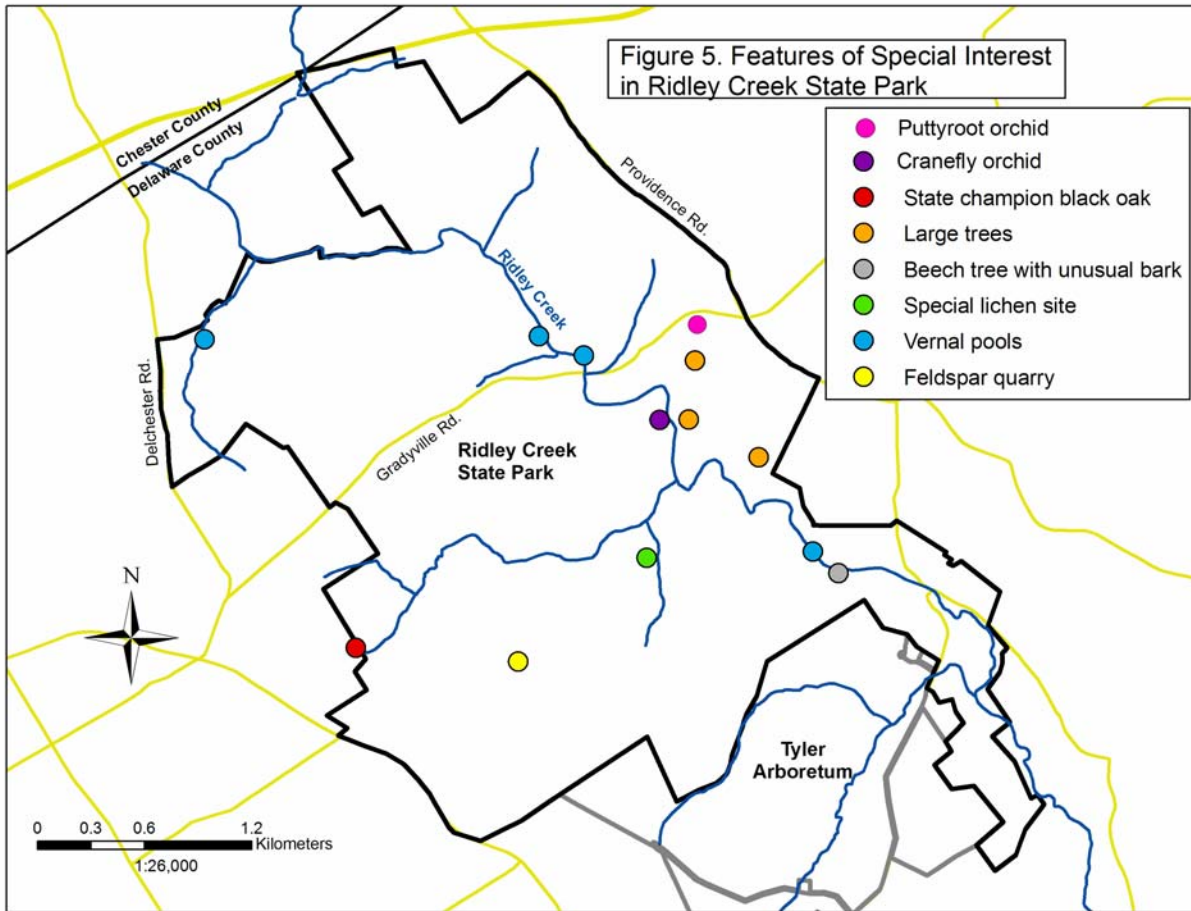 Figure 5. Features of Special Interest
in Ridley Creek State Park
Puttyroot orchid
Cranefly orchid
State champion black oak
Large trees
Beech tree with unusual bark
Special lichen site
Vernal pools
Feldspar quarry
Chester County
Delaware County
Providence Rd.
Ridley Creek
Delchester Rd.
Gradyville Rd.
Ridley Creek
State Park
N
Tyler
Arboretum
0 0.3 0.6 1.2
Kilometers
1:26,000